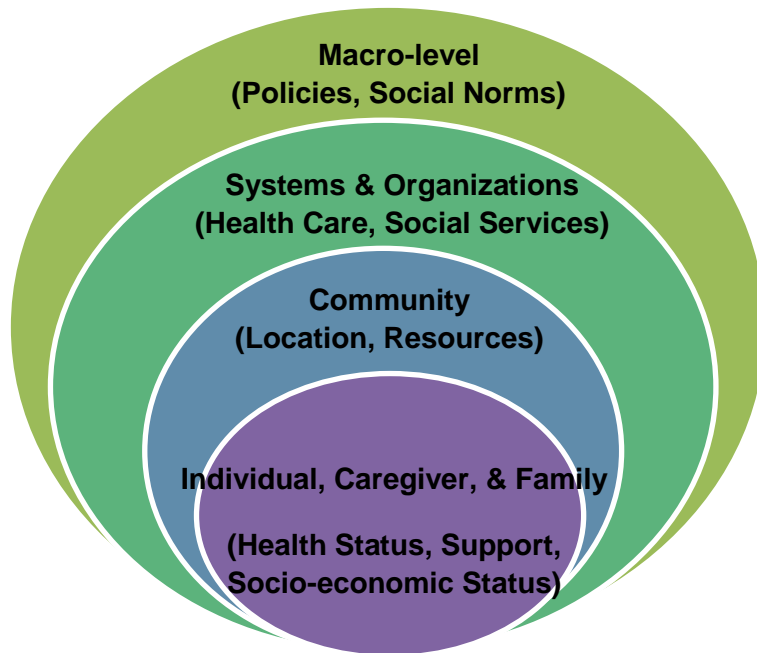 Macro-level
(Policies, Social Norms)
Systems & Organizations
(Health Care, Social Services)
Community
(Location, Resources)
Individual, Caregiver, & Family
(Health Status, Support,
Socio-economic Status)